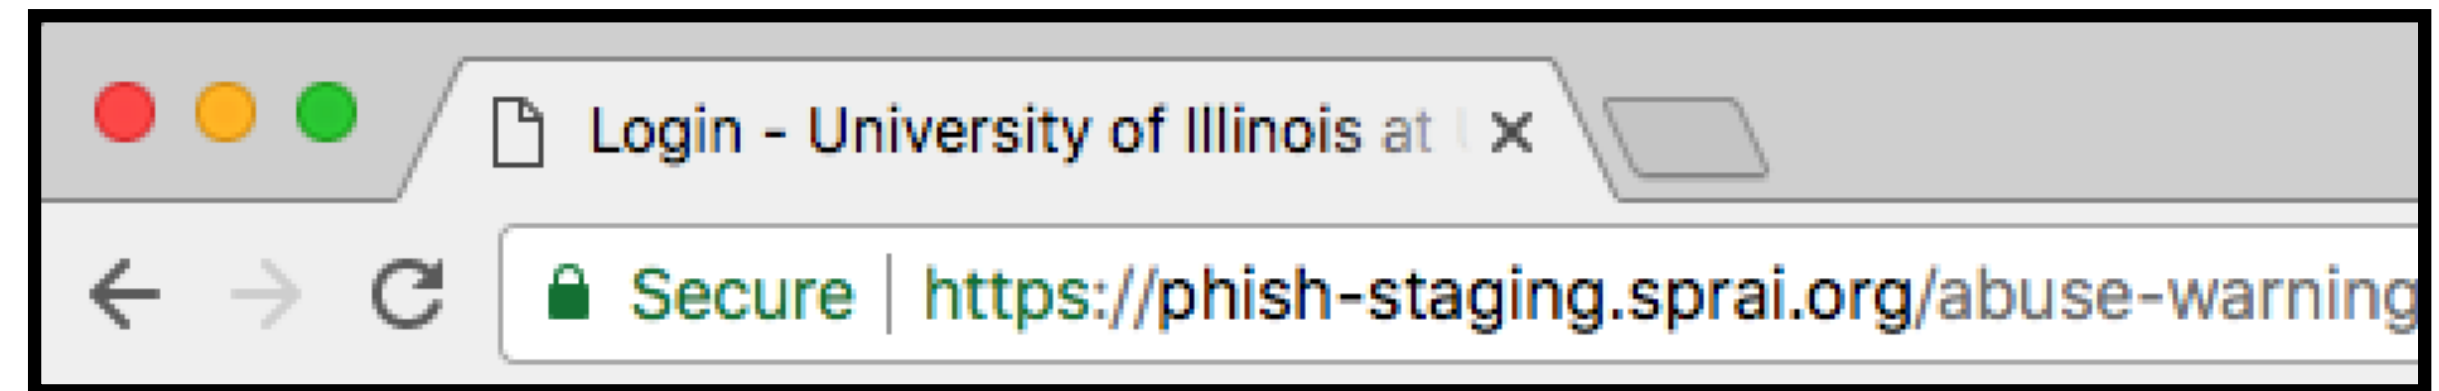 Login - University of Illinois at
Secure https://phish-staging.sprai.org/abuse-warning